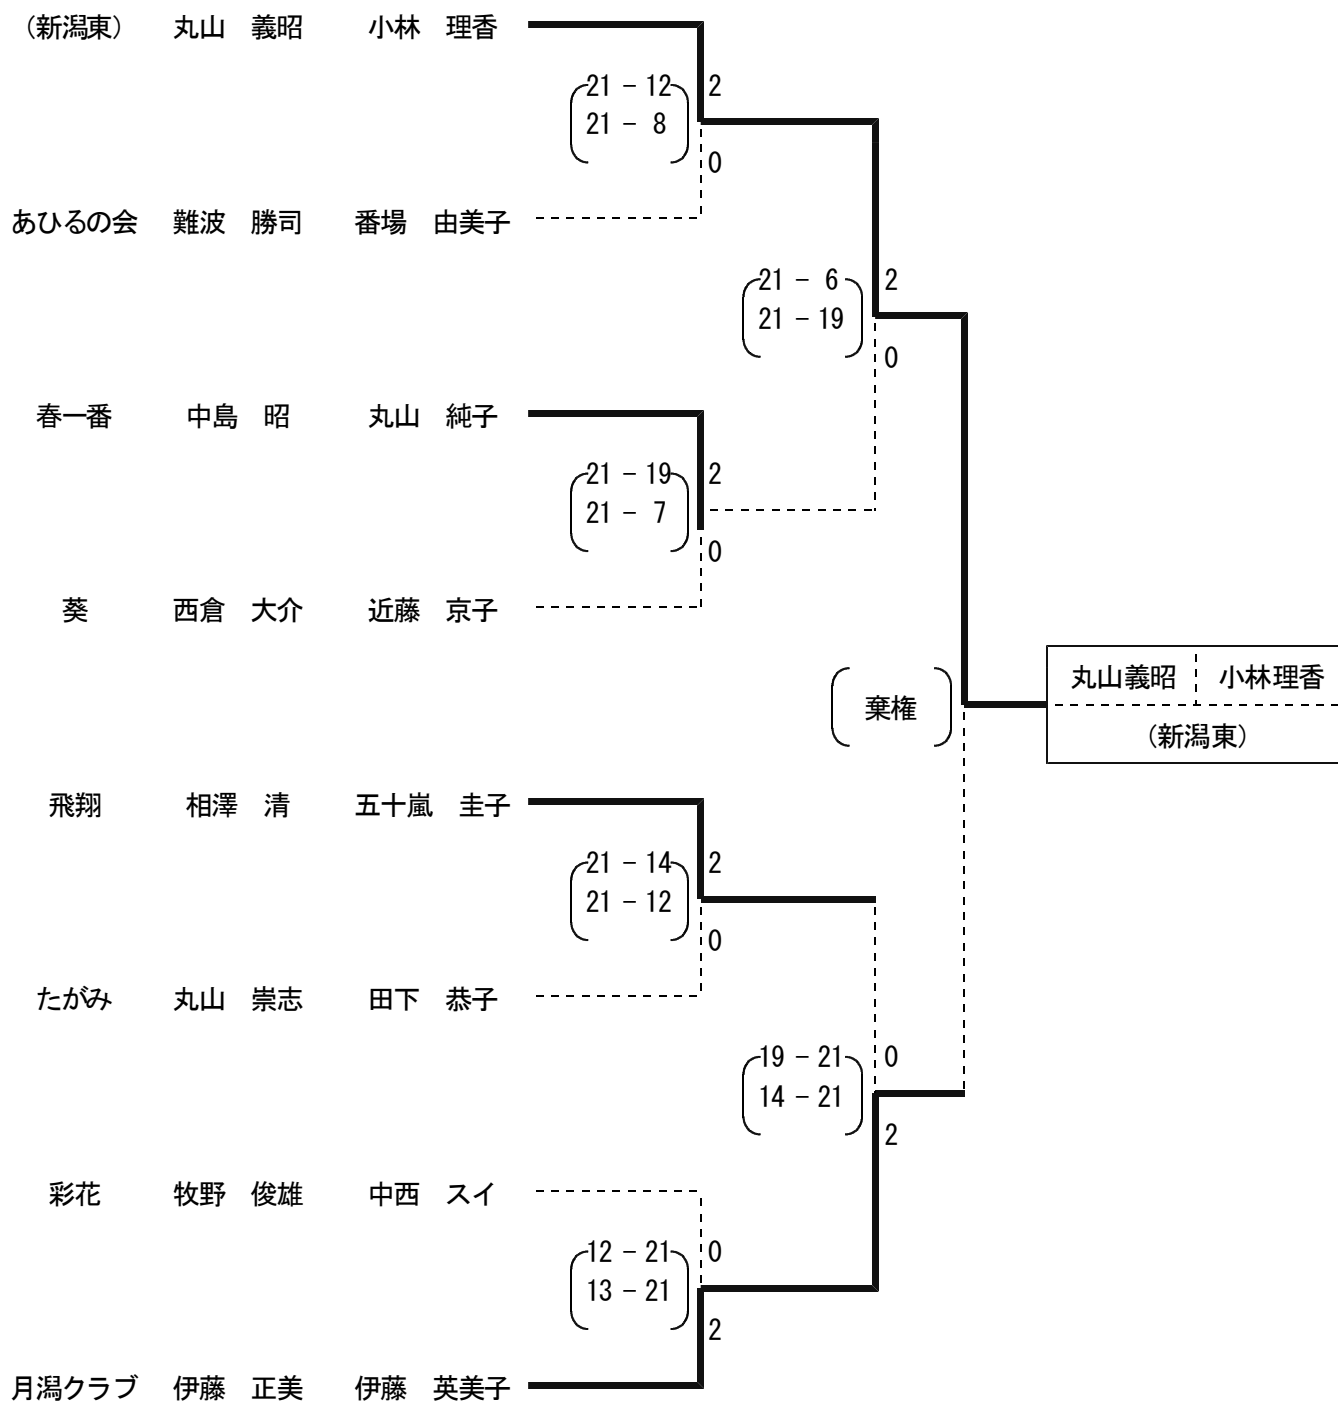 （新潟東）　丸山　義昭　小林　理香
21 − 12　2
21 − 8
0
あひるの会　難波　勝司　番場　由美子
21 − 6　2
21 − 19
0
春一番　中島　昭　丸山　純子
21 − 19　2
21 − 7
0
葵　西倉　大介　近藤　京子
丸山義昭　小林理香
棄権
（新潟東）
飛翔　相澤　清　五十嵐　圭子
21 − 14　2
21 − 12
0
たがみ　丸山　崇志　田下　恭子
19 − 21　0
14 − 21
2
彩花　牧野　俊雄　中西　スイ
12 − 21　0
13 − 21
2
月潟クラブ　伊藤　正美　伊藤　英美子